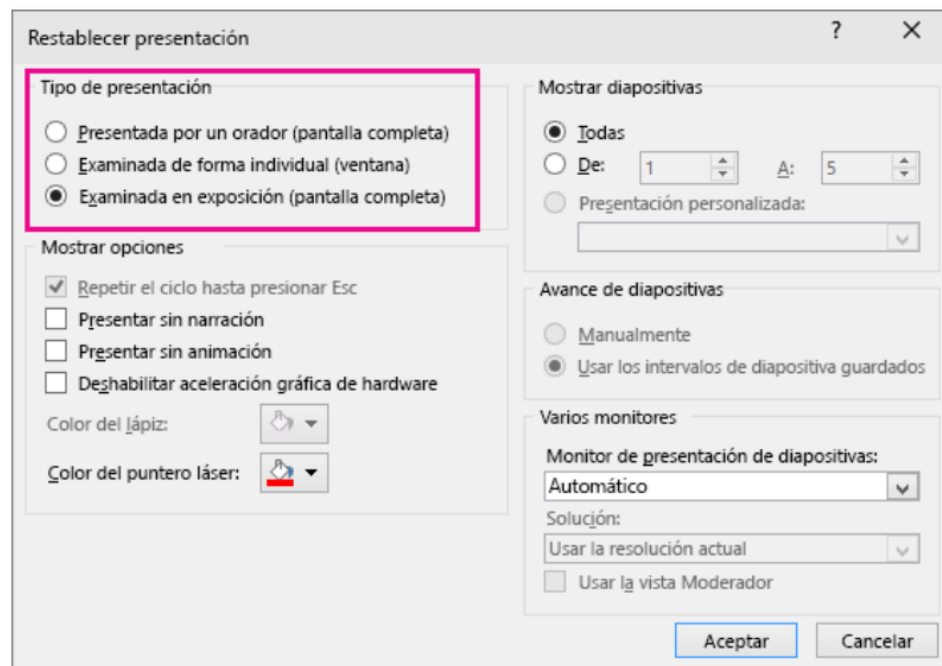 Restablecer presentación
? ×
Tipo de presentación
Presentada por un orador (pantalla completa)
Examinada de forma individual (ventana)
Examinada en exposición (pantalla completa)
Mostrar opciones
Repetir el ciclo hasta presionar Esc
Presentar sin narración
Presentar sin animación
Deshabilitar aceleración gráfica de hardware
Color del lápiz:
Color del puntero láser:
Mostrar diapositivas
Todas
De: 1 A: 5
Presentación personalizada:
Avance de diapositivas
Manualmente
Usar los intervalos de diapositiva guardados
Varios monitores
Monitor de presentación de diapositivas:
Automático
Solución:
Usar la resolución actual
Usar la vista Moderador
Aceptar Cancelar